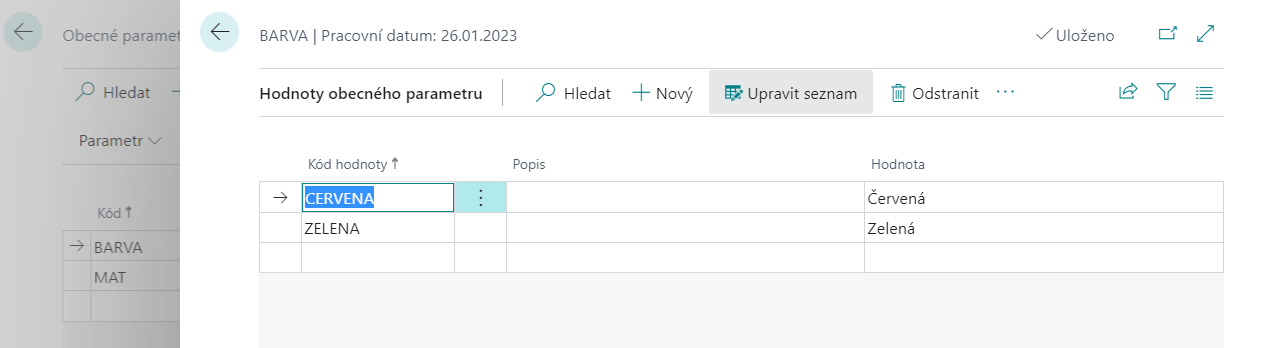 Obecné paramet
Hledat
Parametr
Kód
BARVA
MAT
BARVA | Pracovní datum: 26.01.2023
Uloženo
Hodnoty obecného parametru
Hledat
Nový
Upravit seznam
Odstranit
Kód hodnoty Popis Hodnota
CERVENA Červená
ZELENA Zelená